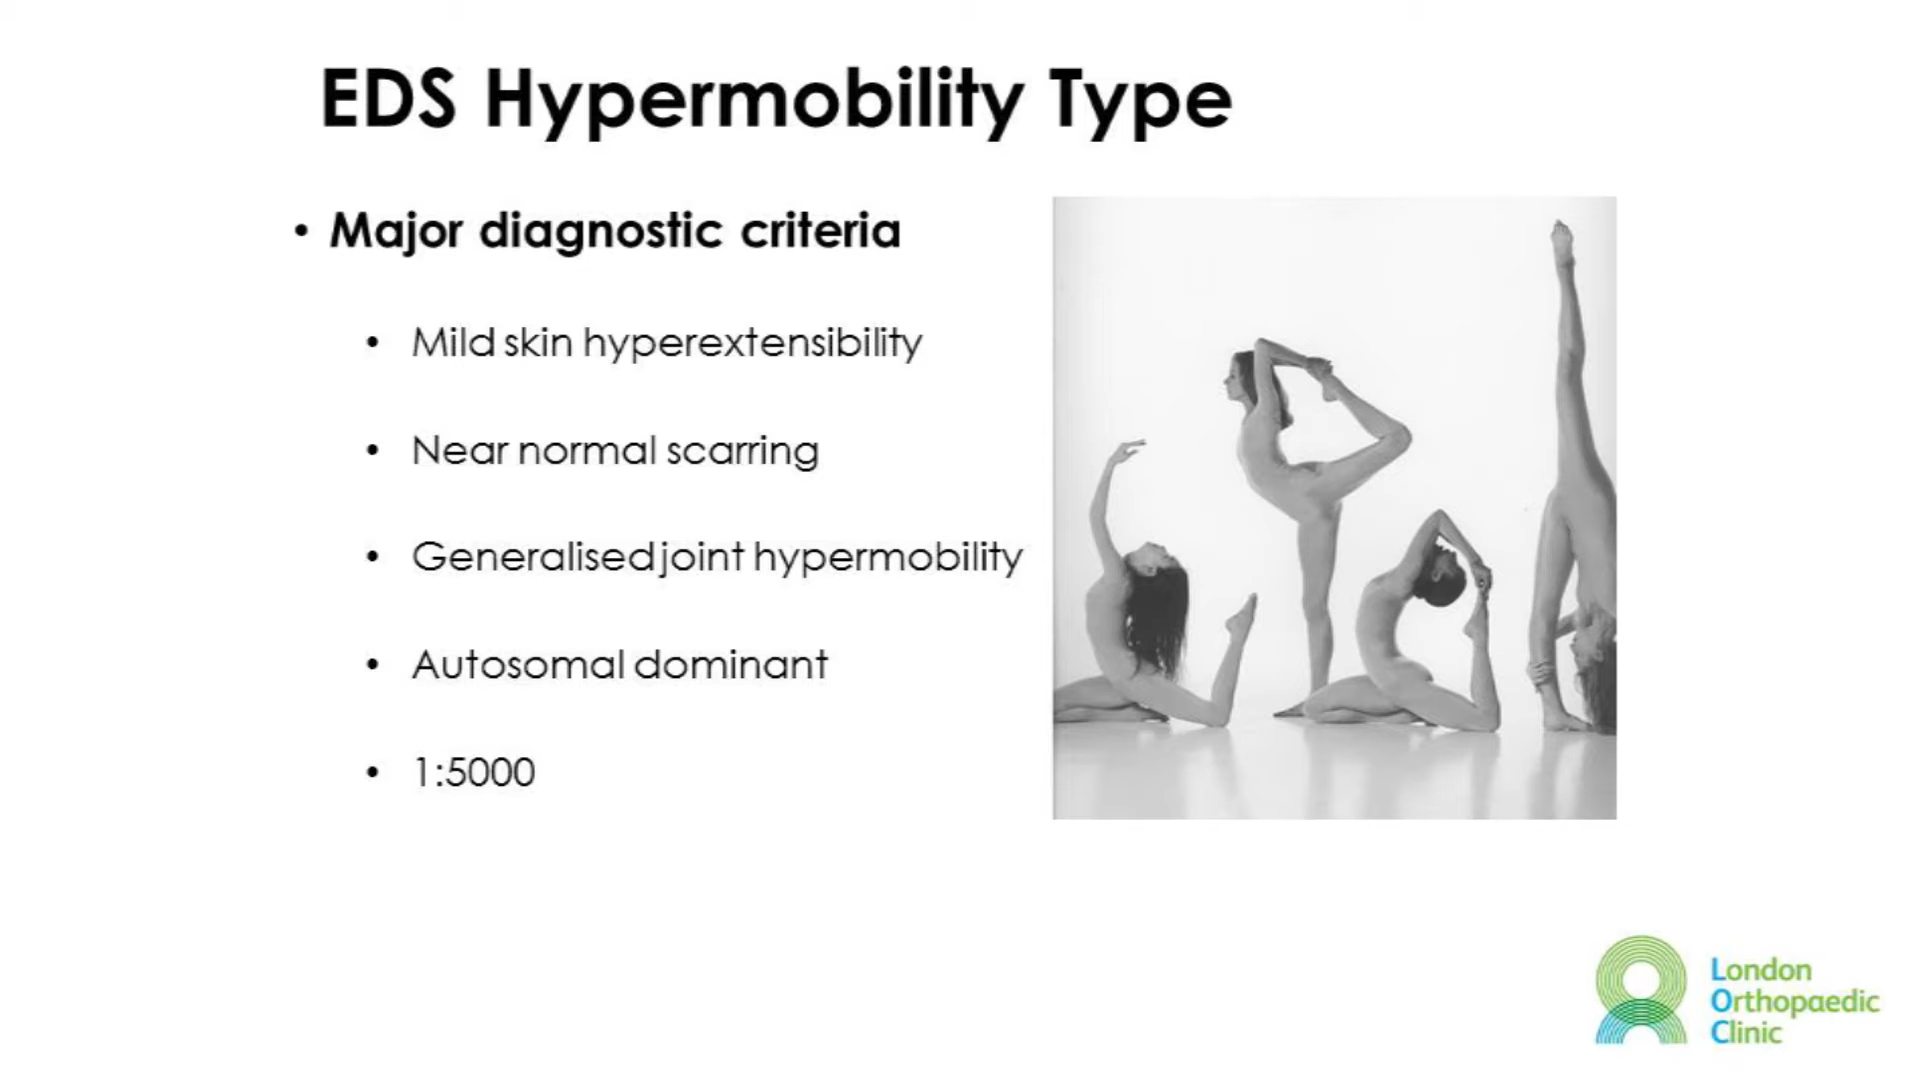 EDS Hypermobility Type
• Major diagnostic criteria
• Mild skin hyperextensibility
• Near normal scarring
• Generalised joint hypermobility
• Autosomal dominant
• 1:5000
London
Orthopaedic
Clinic